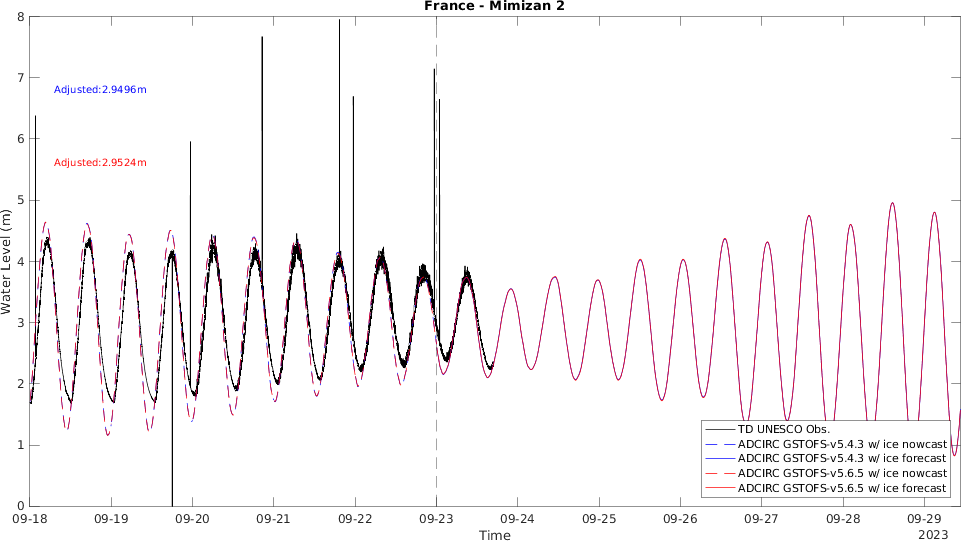 France - Mimizan 2
8
7
6
5
4
3
2
1
0
Water Level (m)
Adjusted:2.9496m
Adjusted:2.9524m
TD UNESCO Obs.
ADCIRC GSTOFS-v5.4.3 w/ ice nowcast
ADCIRC GSTOFS-v5.4.3 w/ ice forecast
ADCIRC GSTOFS-v5.6.5 w/ ice nowcast
ADCIRC GSTOFS-v5.6.5 w/ ice forecast
09-18 09-19 09-20 09-21 09-22 09-23 09-24 09-25 09-26 09-27 09-28 09-29
Time
2023